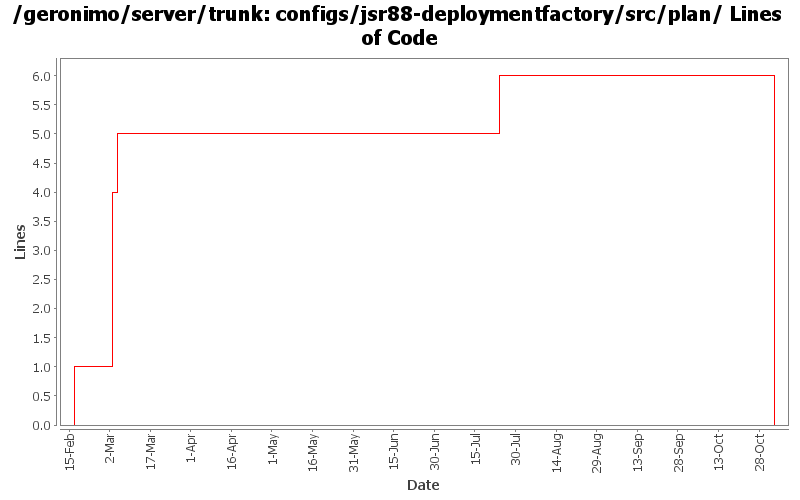 /geronimo/server/trunk: configs/jsr88-deploymentfactory/src/plan/ Lines
of Code
6.0
5.5
5.0
4.5
4.0
3.5
3.0
2.5
2.0
1.5
1.0
0.5
0.0
Lines
15-Feb
2-Mar
17-Mar
1-Apr
16-Apr
1-May
16-May
31-May
15-Jun
30-Jun
15-Jul
30-Jul
14-Aug
29-Aug
13-Sep
28-Sep
13-Oct
28-Oct
Date